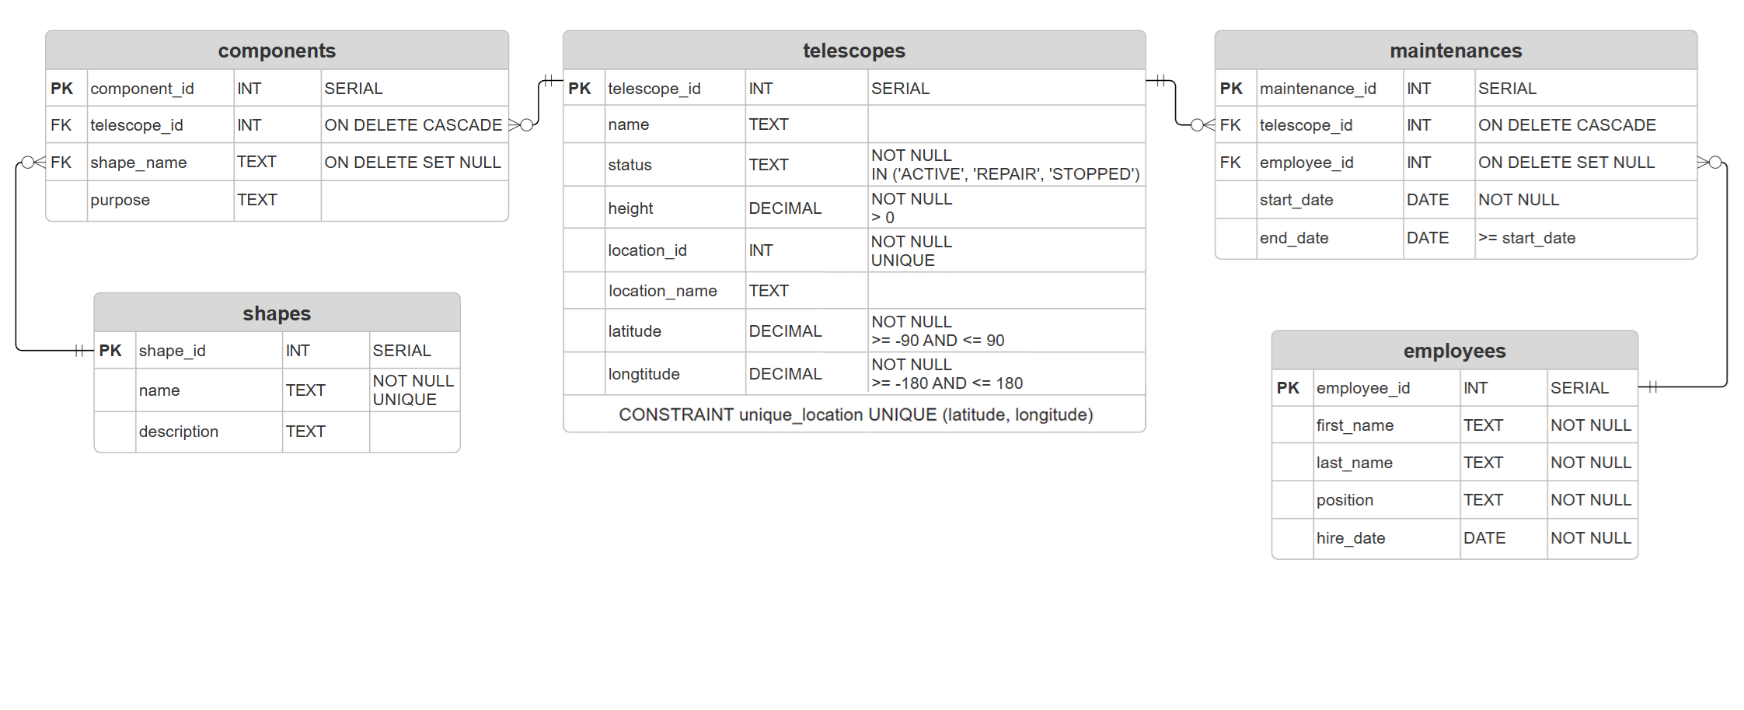 components
PK component_id INT SERIAL
FK telescope_id INT ON DELETE CASCADE
FK shape_name TEXT ON DELETE SET NULL
purpose TEXT
shapes
PK shape_id INT SERIAL
name TEXT NOT NULL
UNIQUE
description TEXT
telescopes
PK telescope_id INT SERIAL
name TEXT
status TEXT NOT NULL
IN ('ACTIVE', 'REPAIR', 'STOPPED')
height DECIMAL NOT NULL
> 0
location_id INT NOT NULL
UNIQUE
location_name TEXT
latitude DECIMAL NOT NULL
>= -90 AND <= 90
longtitude DECIMAL NOT NULL
>= -180 AND <= 180
CONSTRAINT unique_location UNIQUE (latitude, longitude)
maintenances
PK maintenance_id INT SERIAL
FK telescope_id INT ON DELETE CASCADE
FK employee_id INT ON DELETE SET NULL
start_date DATE NOT NULL
end_date DATE >= start_date
employees
PK employee_id INT SERIAL
first_name TEXT NOT NULL
last_name TEXT NOT NULL
position TEXT NOT NULL
hire_date DATE NOT NULL